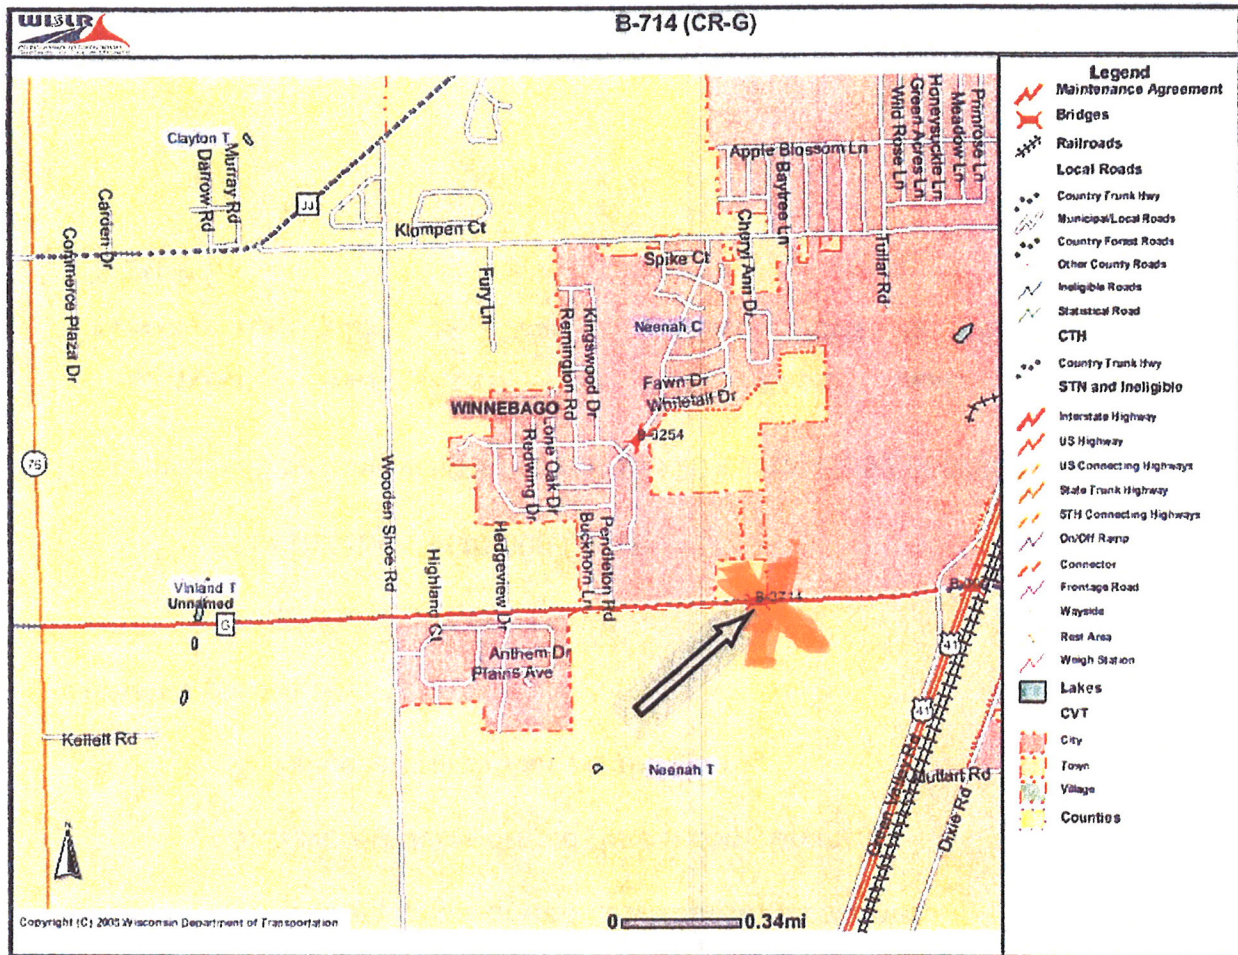 WISLR
B-714 (CR-G)
Clayton T
Murray Rd
Darrow Rd
Carden Dr
Commerce Plaza Dr
JJ
Klompen Ct
Fury Ln
Apple Blossom Ln
Baytree Ln
Cheryl Ann Dr
Tullar Rd
Wild Rose Ln
Green Acres Ln
Honeysuckle Ln
Meadow Ln
Primrose Ln
Spike Ct
Neenah C
Kingswood Dr
Remington Rd
Fawn Dr
Whitetail Dr
WINNEBAGO
Lone Oak Dr
Redwing Dr
76
Wooden Shoe Rd
Hedgeview Dr
Highland Ct
Buckhorn Ln
Pendleton Rd
Vinland T
Unnamed
G
Anthem Dr
Plains Ave
Kellett Rd
Neenah T
41
41
Green Valley Rd
Muttart Rd
Dixie Rd
N
Copyright (C) 2005 Wisconsin Department of Transportation
0 0.34mi
Legend
Maintenance Agreement
Bridges
Railroads
Local Roads
Country Trunk Hwy
Municipal/Local Roads
Country Forest Roads
Other County Roads
Ineligible Roads
Statistical Road
CTH
Country Trunk Hwy
STN and Ineligible
Interstate Highway
US Highway
US Connecting Highways
State Trunk Highway
STH Connecting Highways
On/Off Ramp
Connector
Frontage Road
Wayside
Rest Area
Weigh Station
Lakes
CVT
City
Town
Village
Counties